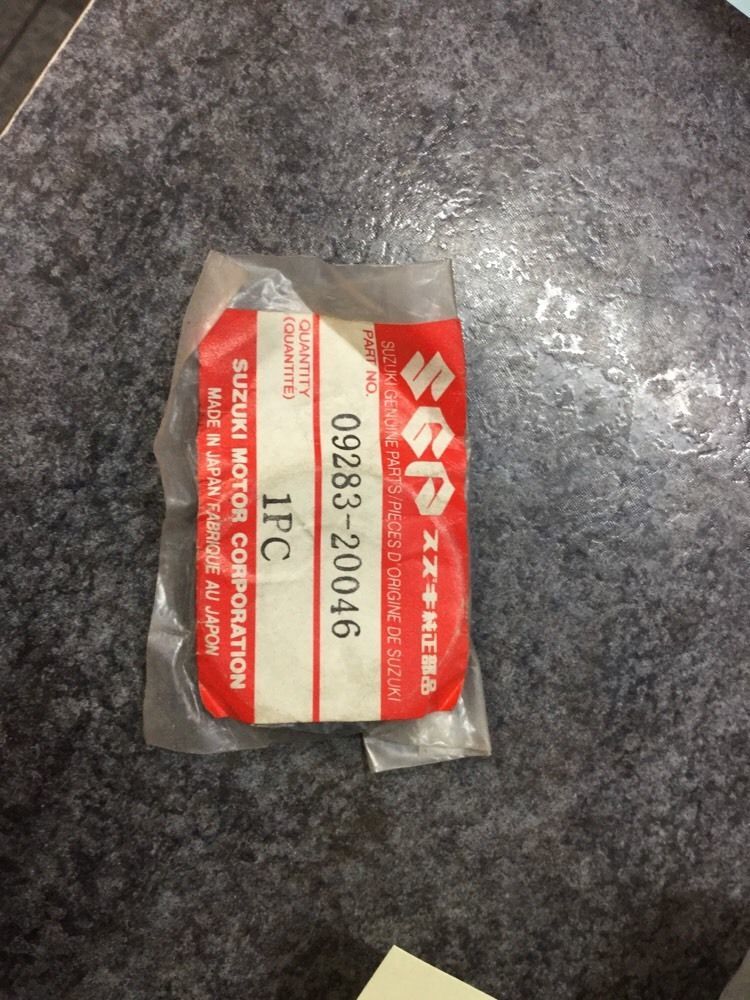 SGP スズキ純正部品
SUZUKI GENUINE PARTS/PIECES D'ORIGINE DE SUZUKI
PART NO.
09283-20046
QUANTITY
(QUANTITE)
1PC
SUZUKI MOTOR CORPORATION
MADE IN JAPAN/FABRIQUÉ AU JAPON